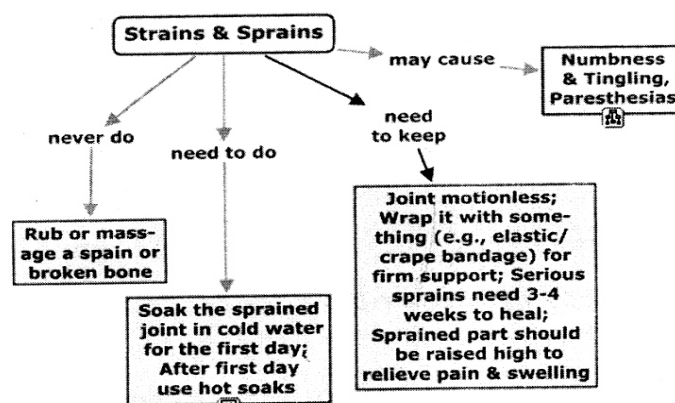 Strains & Sprains
may cause
Numbness
& Tingling,
Paresthesias
never do
need to do
need
to keep
Rub or mass-
age a spain or
broken bone
Soak the sprained
joint in cold water
for the first day;
After first day
use hot soaks
Joint motionless;
Wrap it with some-
thing (e.g., elastic/
crape bandage) for
firm support; Serious
sprains need 3-4
weeks to heal;
Sprained part should
be raised high to
relieve pain & swelling